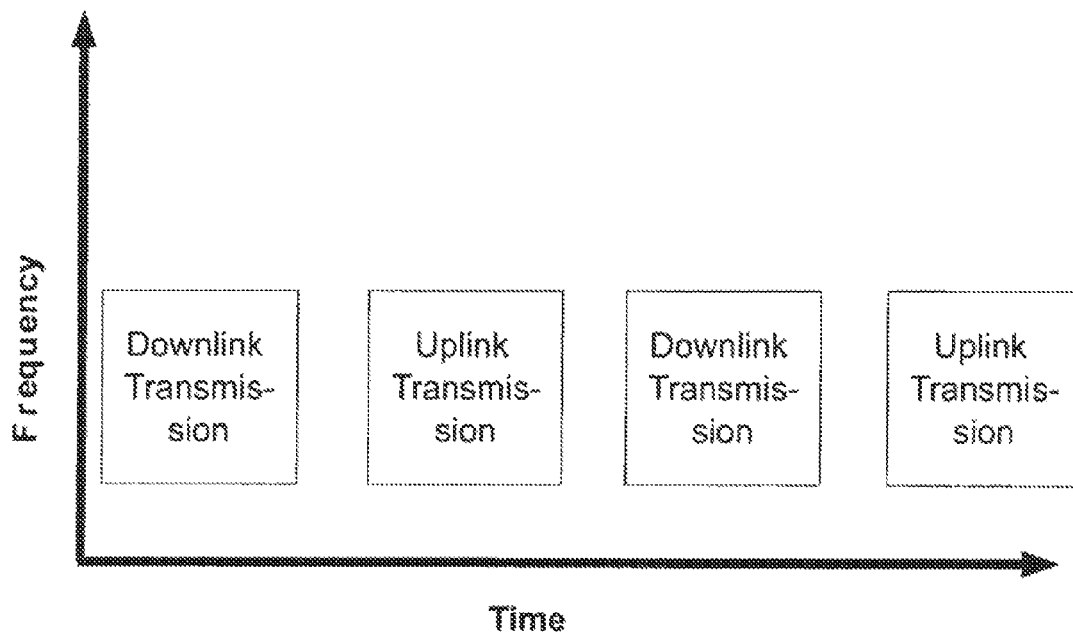 Frequency
Downlink
Transmis-
sion
Uplink
Transmis-
sion
Downlink
Transmis-
sion
Uplink
Transmis-
sion
Time